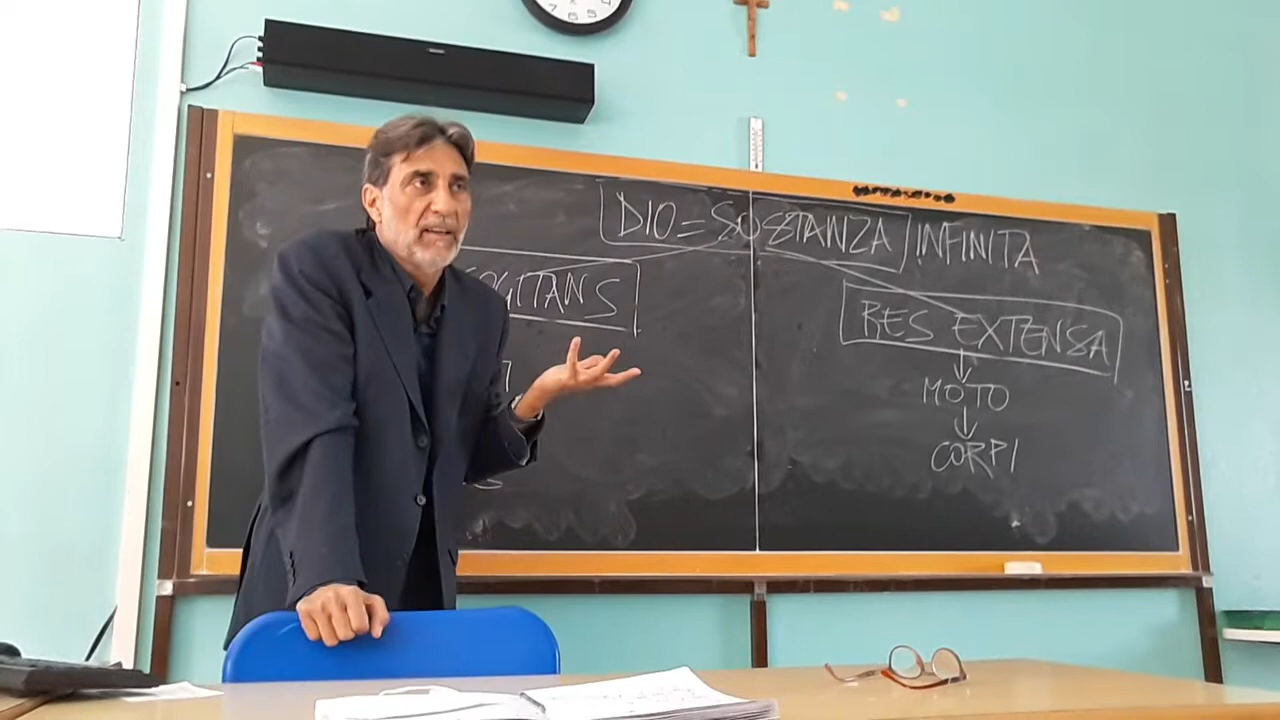 DIO = SOSTANZA INFINITA
COGITANS
RES EXTENSA
↓
MOTO
↓
CORPI